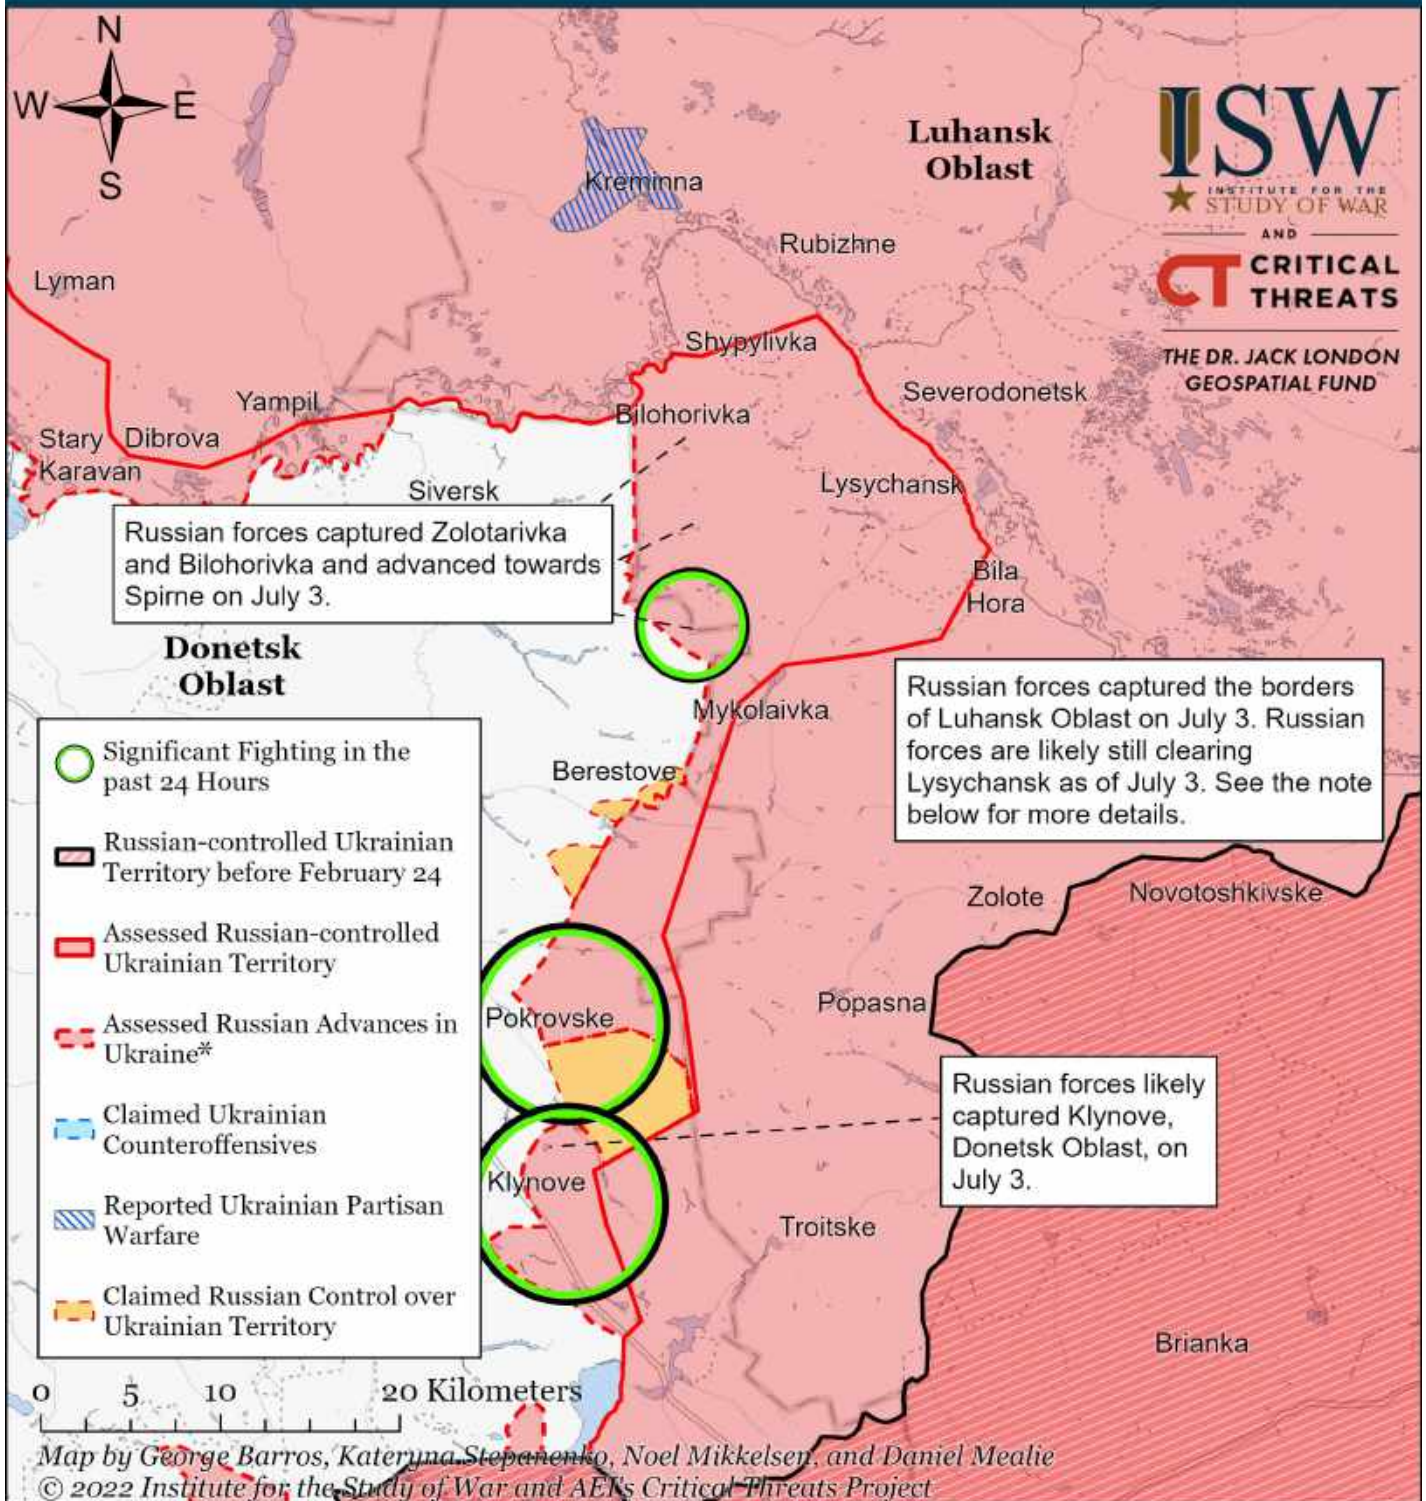 N
W E
S
Luhansk
Oblast
ISW
INSTITUTE FOR THE
STUDY OF WAR
AND
CT CRITICAL
THREATS
THE DR. JACK LONDON
GEOSPATIAL FUND
Kreminna
Rubizhne
Lyman
Shypylivka
Severodonetsk
Yampil
Bilohorivka
Stary
Karavan
Dibrova
Siversk
Lysychansk
Russian forces captured Zolotarivka
and Bilohorivka and advanced towards
Spirne on July 3.
Bila
Hora
Donetsk
Oblast
Russian forces captured the borders
of Luhansk Oblast on July 3. Russian
forces are likely still clearing
Lysychansk as of July 3. See the note
below for more details.
Mykolaivka
Berestove
Significant Fighting in the
past 24 Hours
Russian-controlled Ukrainian
Territory before February 24
Assessed Russian-controlled
Ukrainian Territory
Assessed Russian Advances in
Ukraine*
Claimed Ukrainian
Counteroffensives
Reported Ukrainian Partisan
Warfare
Claimed Russian Control over
Ukrainian Territory
Zolote
Novotoshkivske
Popasna
Pokrovske
Russian forces likely
captured Klynove,
Donetsk Oblast, on
July 3.
Klynove
Troitske
Brianka
0 5 10 20 Kilometers
Map by George Barros, Kateryna Stepanenko, Noel Mikkelsen, and Daniel Mealie
© 2022 Institute for the Study of War and AEI's Critical Threats Project